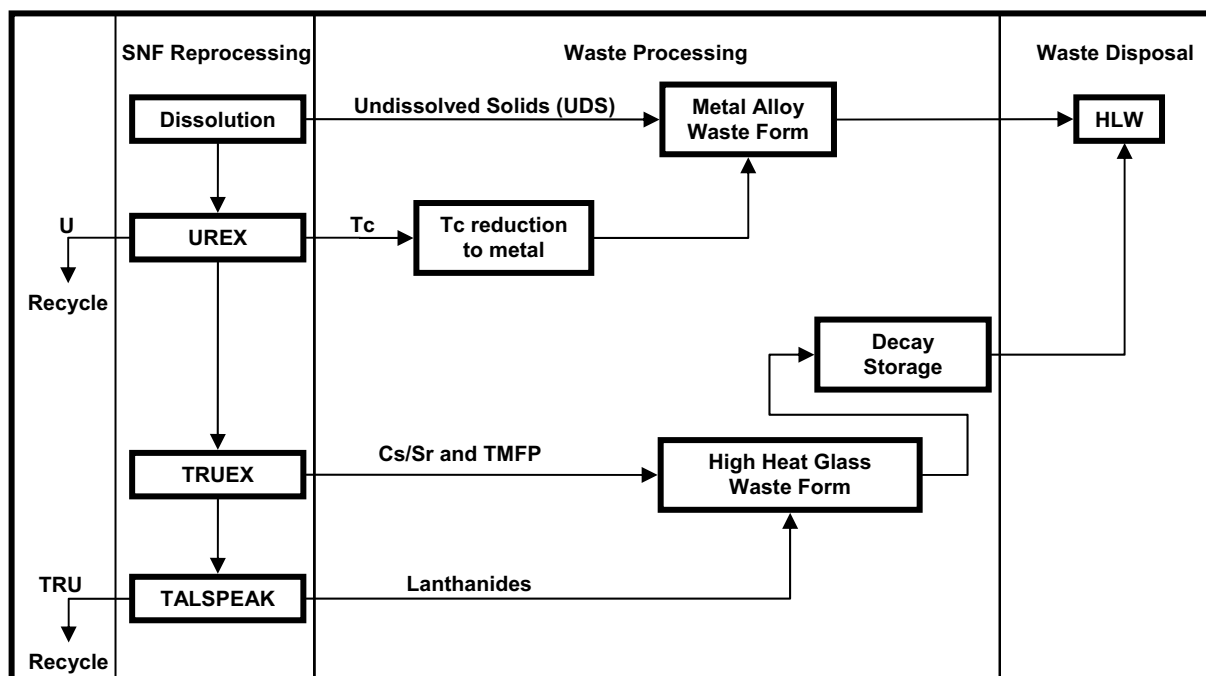 SNF Reprocessing
Waste Processing
Waste Disposal
Dissolution
Undissolved Solids (UDS)
Metal Alloy
Waste Form
HLW
U
UREX
Tc
Tc reduction
to metal
Recycle
Decay
Storage
TRUEX
Cs/Sr and TMFP
High Heat Glass
Waste Form
TRU
TALSPEAK
Lanthanides
Recycle